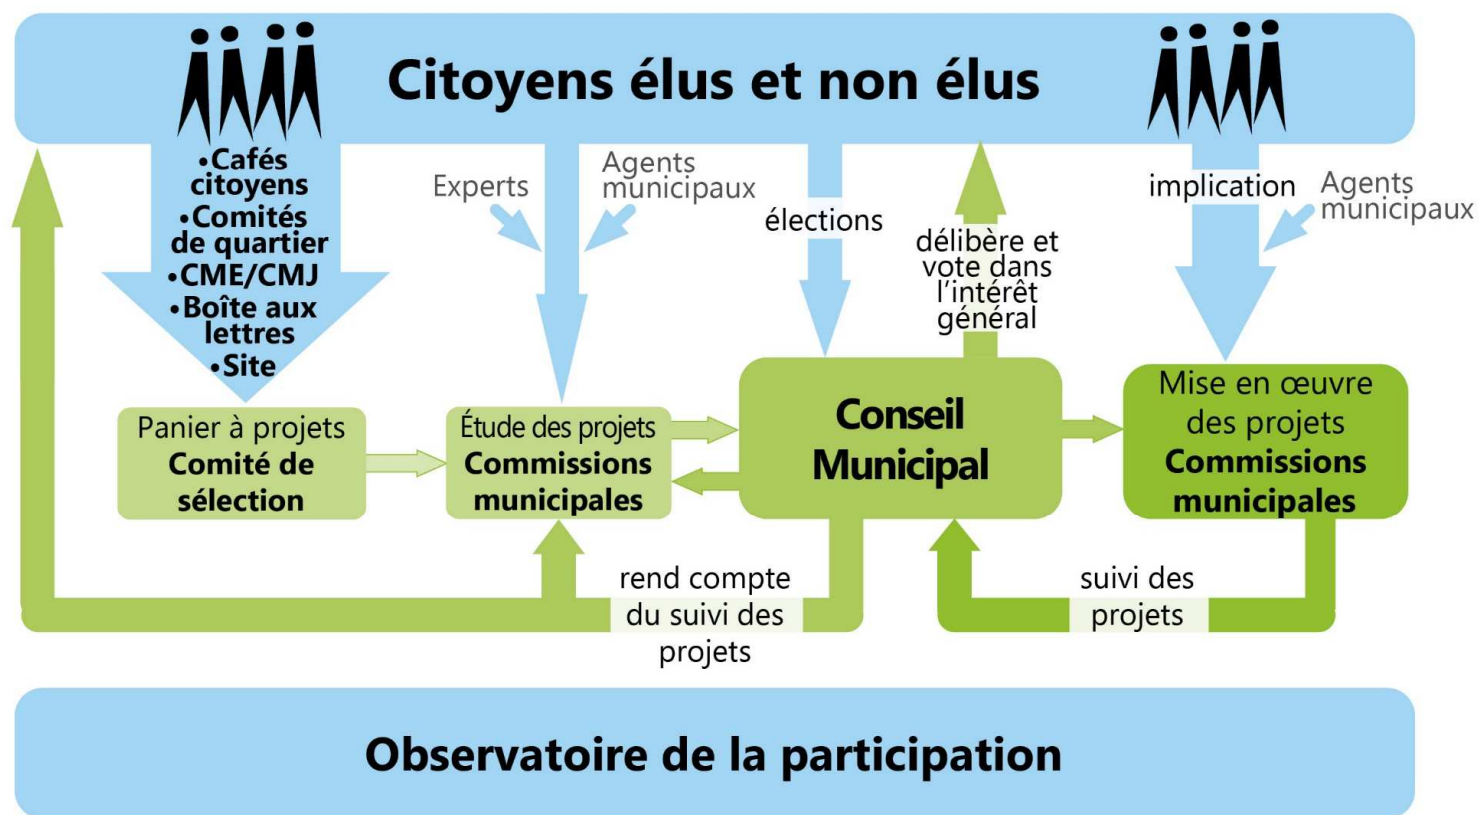 Citoyens élus et non élus
•Cafés
citoyens
•Comités
de quartier
•CME/CMJ
•Boîte aux
lettres
•Site
Experts
Agents
municipaux
élections
délibère et
vote dans
l'intérêt
général
implication
Agents
municipaux
Panier à projets
Comité de
sélection
Étude des projets
Commissions
municipales
Conseil
Municipal
Mise en œuvre
des projets
Commissions
municipales
rend compte
du suivi des
projets
suivi des
projets
Observatoire de la participation